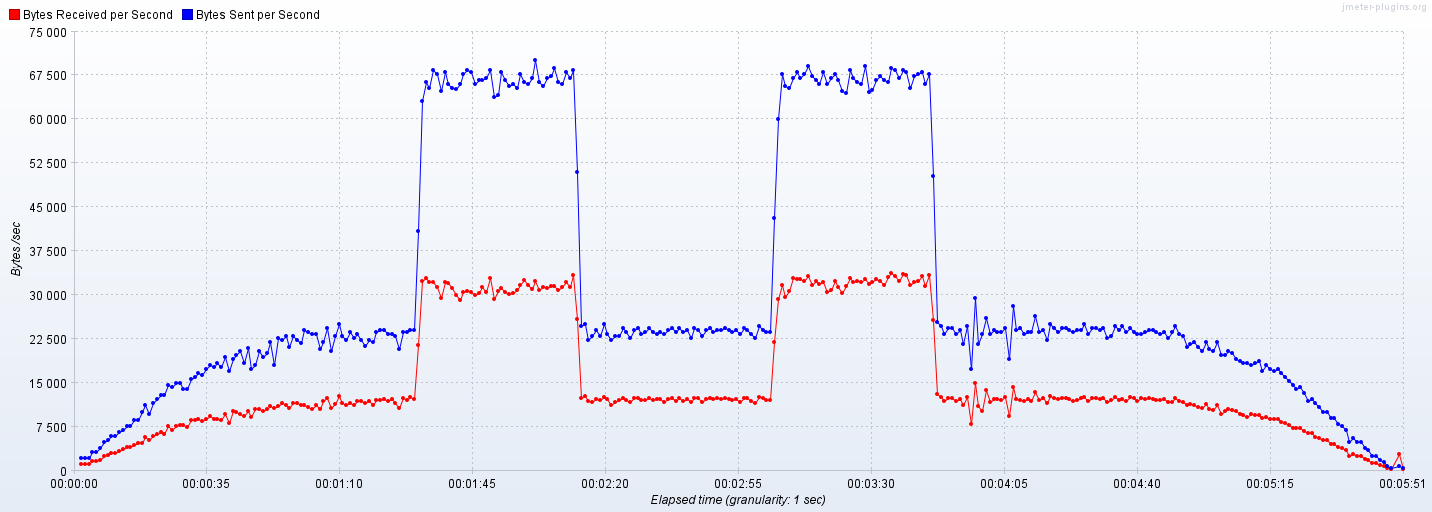 jmeter-plugins.org
Bytes Received per Second Bytes Sent per Second
75 000
67 500
60 000
52 500
45 000
37 500
30 000
22 500
15 000
7 500
0
Bytes /sec
00:00:00 00:00:35 00:01:10 00:01:45 00:02:20 00:02:55 00:03:30 00:04:05 00:04:40 00:05:15 00:05:51
Elapsed time (granularity: 1 sec)